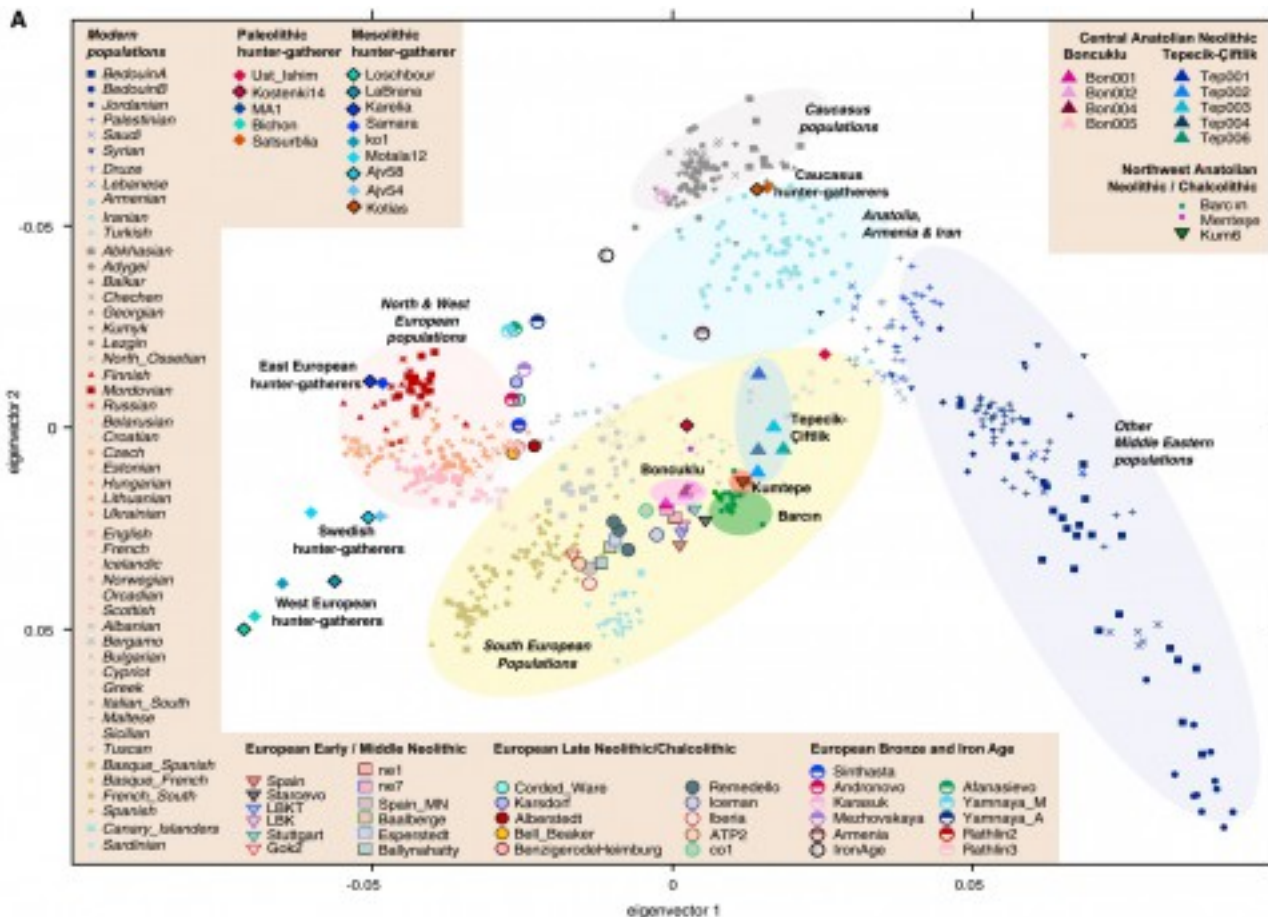 A
Modern
populations
BedouinA
BedouinB
Jordanian
Palestinian
Saudi
Syrian
Druze
Lebanese
Armenian
Iranian
Turkish
Abkhasian
Adygei
Balkar
Chechen
Georgian
Kumyk
Lezgin
North_Ossetian
Finnish
Mordovian
Russian
Belarusian
Croatian
Czech
Estonian
Hungarian
Lithuanian
Ukrainian
English
French
Icelandic
Norwegian
Orcadian
Scottish
Albanian
Bergamo
Bulgarian
Cypriot
Greek
Italian_South
Maltese
Sicilian
Tuscan
Basque_Spanish
Basque_French
French_South
Spanish
Canary_Islanders
Sardinian
Paleolithic
hunter-gatherer
Ust_Ishim
Kostenki14
MA1
Bichon
Satsurblia
Mesolithic
hunter-gatherer
Loschbour
LaBrana
Karelia
Samara
ko1
Motala12
Ajv58
Ajv54
Kotias
Central Anatolian Neolithic
Boncuklu
Bon001
Bon002
Bon004
Bon005
Tepecik-Çiftlik
Tep001
Tep002
Tep003
Tep004
Tep006
Northwest Anatolian
Neolithic / Chalcolithic
Barcın
Menteşe
Kum6
Caucasus
populations
Caucasus
hunter-gatherers
Anatolia,
Armenia & Iran
North & West
European
populations
East European
hunter-gatherers
Tepecik-
Çiftlik
Boncuklu
Kumtepe
Barcın
Other
Middle Eastern
populations
Swedish
hunter-gatherers
West European
hunter-gatherers
South European
Populations
European Early / Middle Neolithic
Spain
Starcevo
LBKT
LBK
Stuttgart
Gok2
ne1
ne7
Spain_MN
Baalberge
Esperstedt
Ballynahatty
European Late Neolithic/Chalcolithic
Corded_Ware
Karsdorf
Alberstedt
Bell_Beaker
BenzigerodeHeimburg
Remedello
Iceman
Iberia
ATP2
co1
European Bronze and Iron Age
Sinthasta
Andronovo
Karasuk
Mezhovskaya
Armenia
IronAge
Afanasievo
Yamnaya_M
Yamnaya_A
Rathlin2
Rathlin3
-0.05
0
0.05
eigenvector 2
-0.05
0
0.05
eigenvector 1